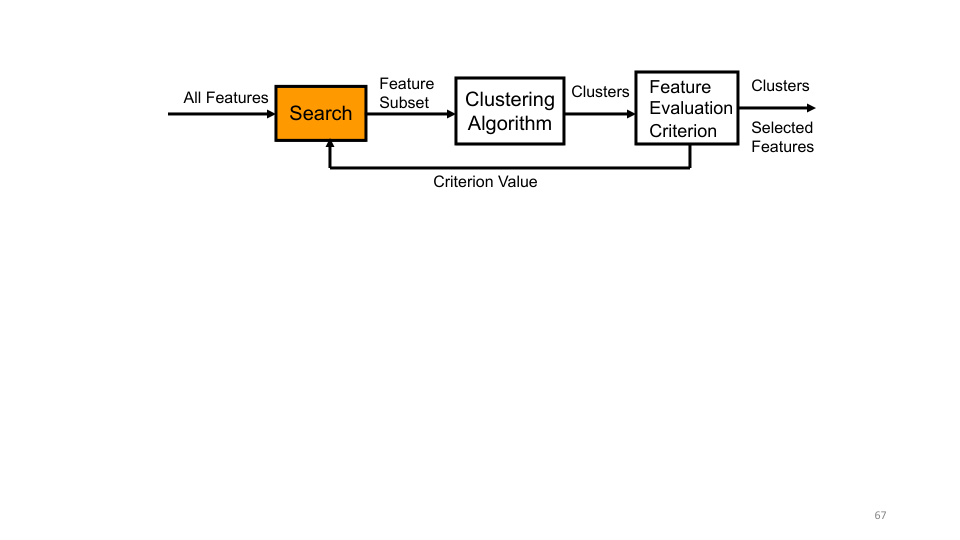 All Features
Search
Feature
Subset
Clustering
Algorithm
Clusters
Feature
Evaluation
Criterion
Clusters
Selected
Features
Criterion Value
67